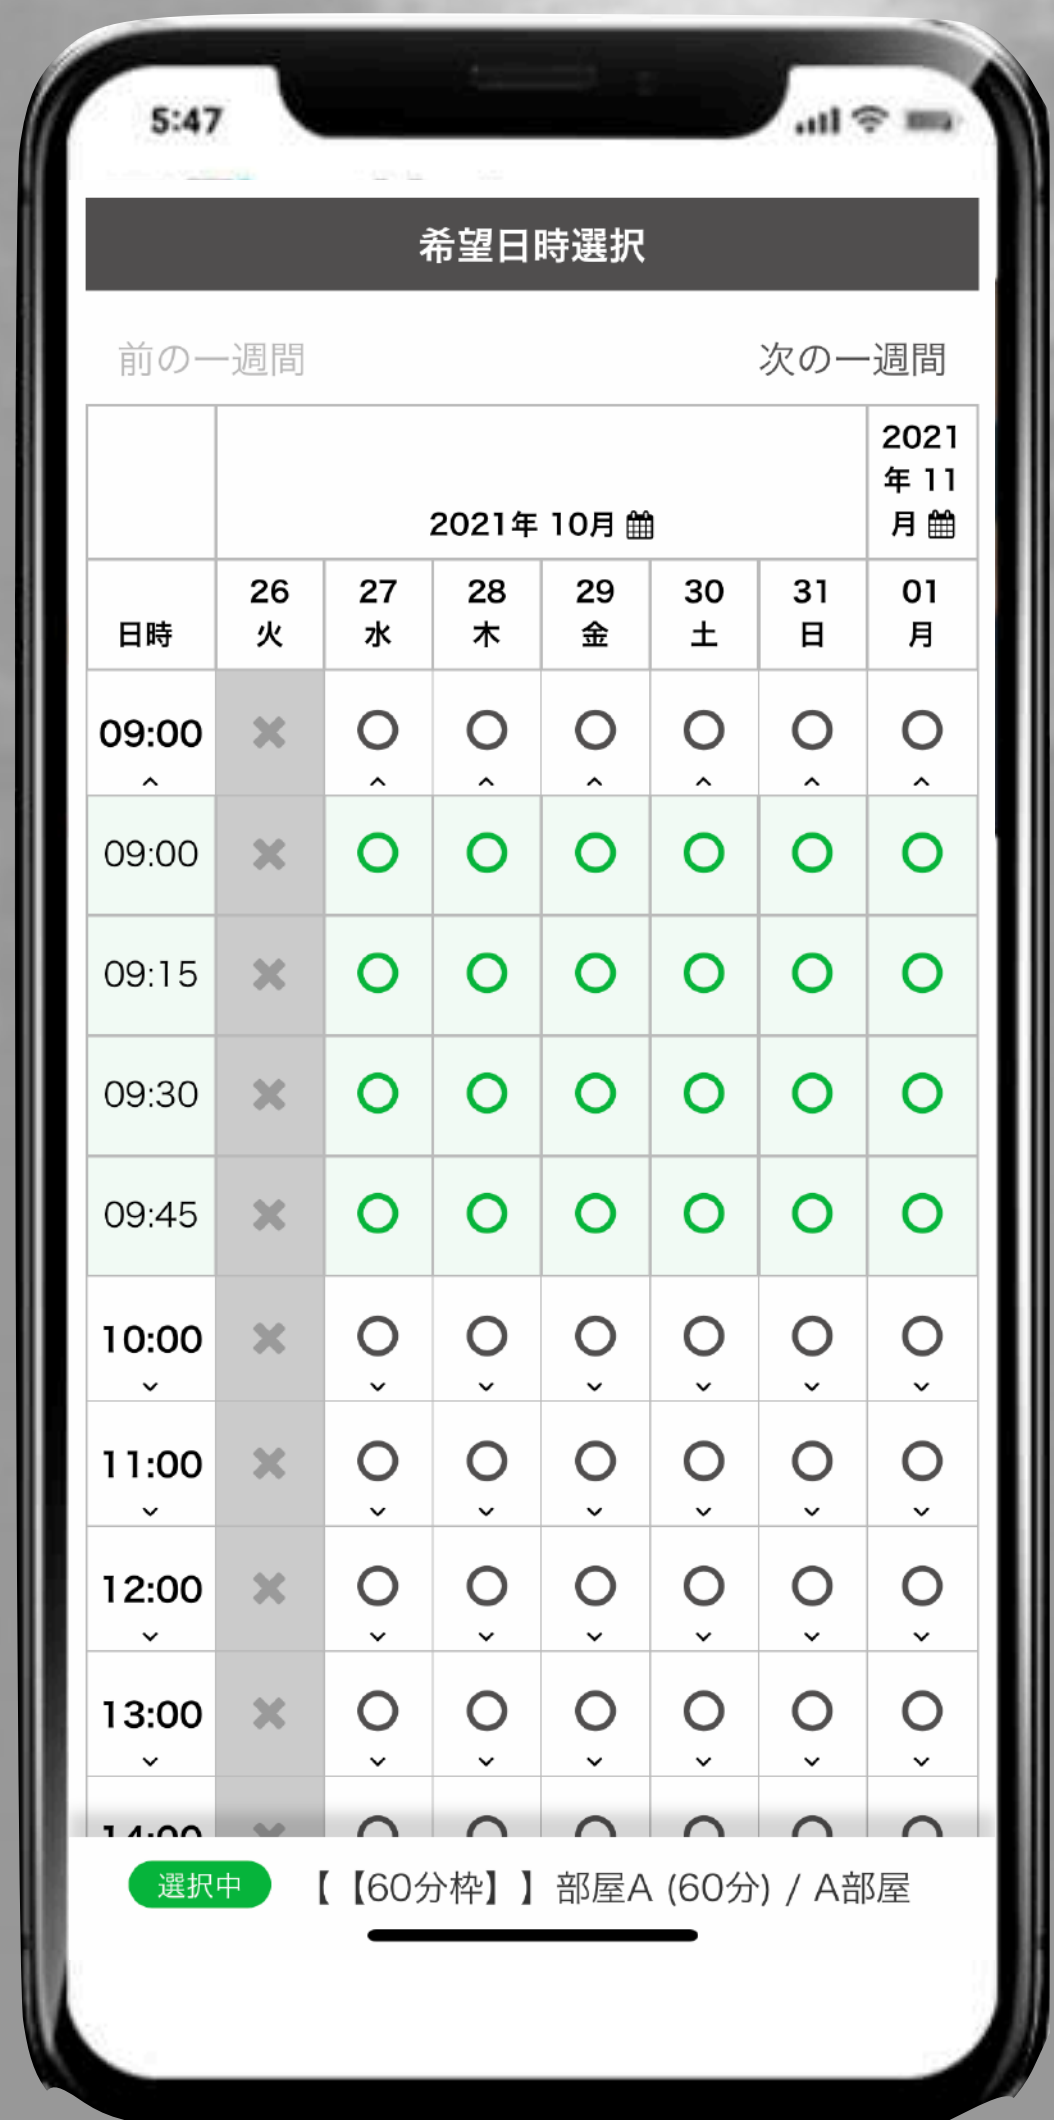 5:47
希望日時選択
前の一週間 次の一週間
2021年 10月
2021
年 11
月
日時
26 27 28 29 30 31 01
火 水 木 金 土 日 月
09:00
09:00
09:15
09:30
09:45
10:00
11:00
12:00
13:00
14:00
選択中 【【60分枠】】部屋A (60分) / A部屋